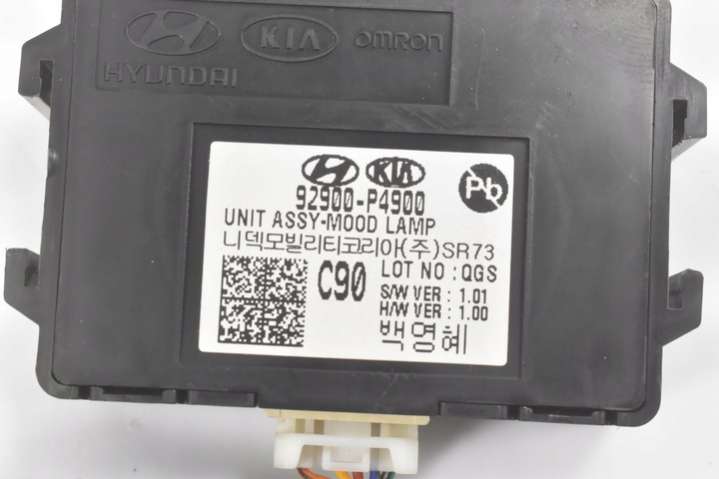 KIA omron
HYUNDAI
KIA
92900-P4900
Pb
UNIT ASSY-MOOD LAMP
니덱모빌리티코리아(주)SR73
C90
LOT NO : QGS
S/W VER : 1.01
H/W VER : 1.00
백영혜